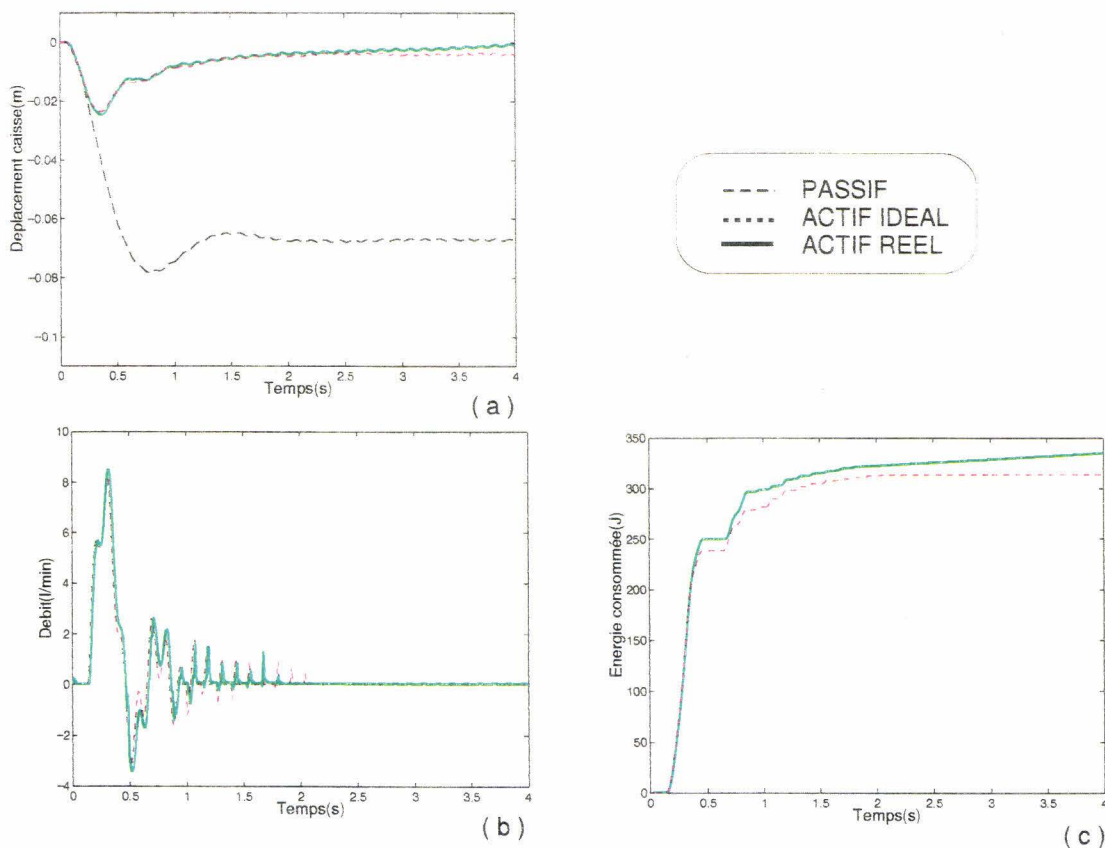 0
-0.02
-0.04
-0.06
-0.08
-0.1
Deplacement caisse(m)
0 0.5 1 1.5 2 2.5 3 3.5 4
Temps(s)
( a )
PASSIF
ACTIF IDEAL
ACTIF REEL
10
8
6
4
2
0
-2
-4
Debit(l/min)
0 0.5 1 1.5 2 2.5 3 3.5 4
Temps(s)
( b )
350
300
250
200
150
100
50
0
Energie consommée(J)
0 0.5 1 1.5 2 2.5 3 3.5 4
Temps(s)
( c )